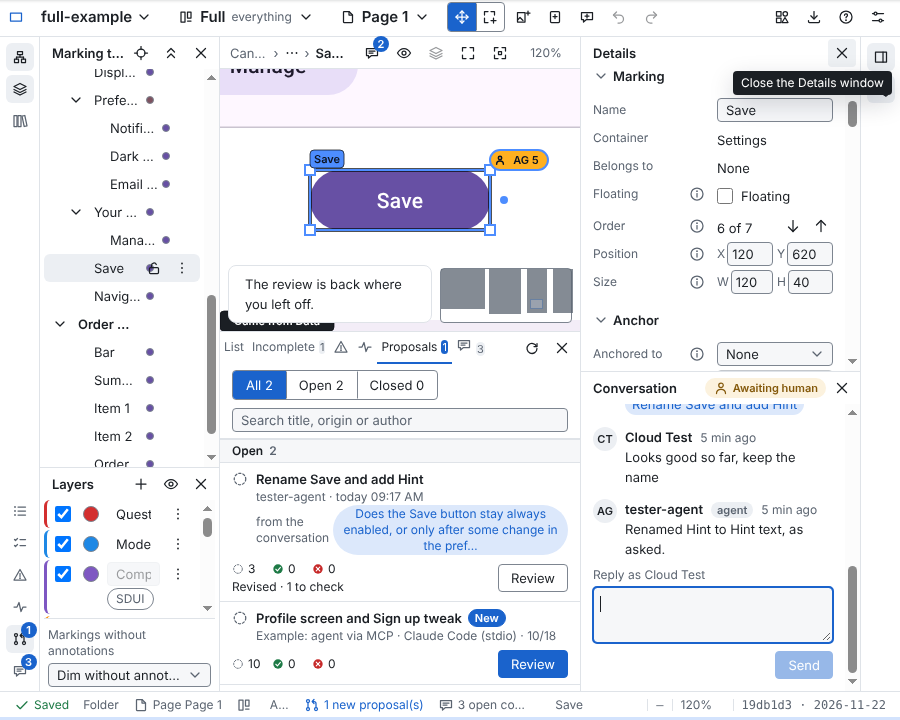 full-example
Full everything
Page 1
Marking t...
Displ...
Prefe...
Notifi...
Dark ...
Email ...
Your ...
Mana...
Save
Navig...
Order ...
Bar
Sum...
Item 1
Item 2
Order
Layers
Quest
Mode
Comp
SDUI
Markings without
annotations
Dim without annot...
Can... › ··· › Sa...
2
120%
Manage
Save
AG 5
Save
The review is back where
you left off.
List
Incomplete 1
Proposals 1
3
All 2
Open 2
Closed 0
Search title, origin or author
Open 2
Rename Save and add Hint
tester-agent · today 09:17 AM
from the
conversation
Does the Save button stay always
enabled, or only after some change in
the pref...
3 0 0
Revised · 1 to check
Review
Profile screen and Sign up tweak New
Example: agent via MCP · Claude Code (stdio) · 10/18
10 0 0
Review
Details
Close the Details window
Marking
Name Save
Container Settings
Belongs to None
Floating Floating
Order 6 of 7
Position X 120 Y 620
Size W 120 H 40
Anchor
Anchored to None
Conversation Awaiting human
Rename Save and add Hint
CT Cloud Test 5 min ago
Looks good so far, keep the
name
AG tester-agent agent 5 min ago
Renamed Hint to Hint text, as
asked.
Reply as Cloud Test
Send
1
3
Saved
Folder
Page Page 1
A...
1 new proposal(s)
3 open co...
Save
120%
19db1d3 · 2026-11-22